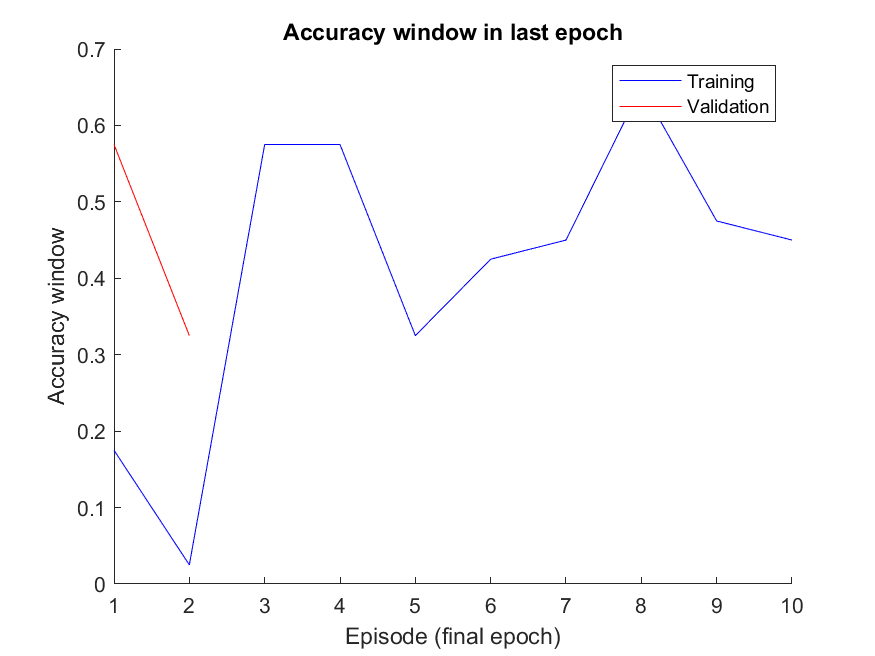 Accuracy window in last epoch
Training
Validation
0.7
0.6
0.5
0.4
0.3
0.2
0.1
0
Accuracy window
1 2 3 4 5 6 7 8 9 10
Episode (final epoch)